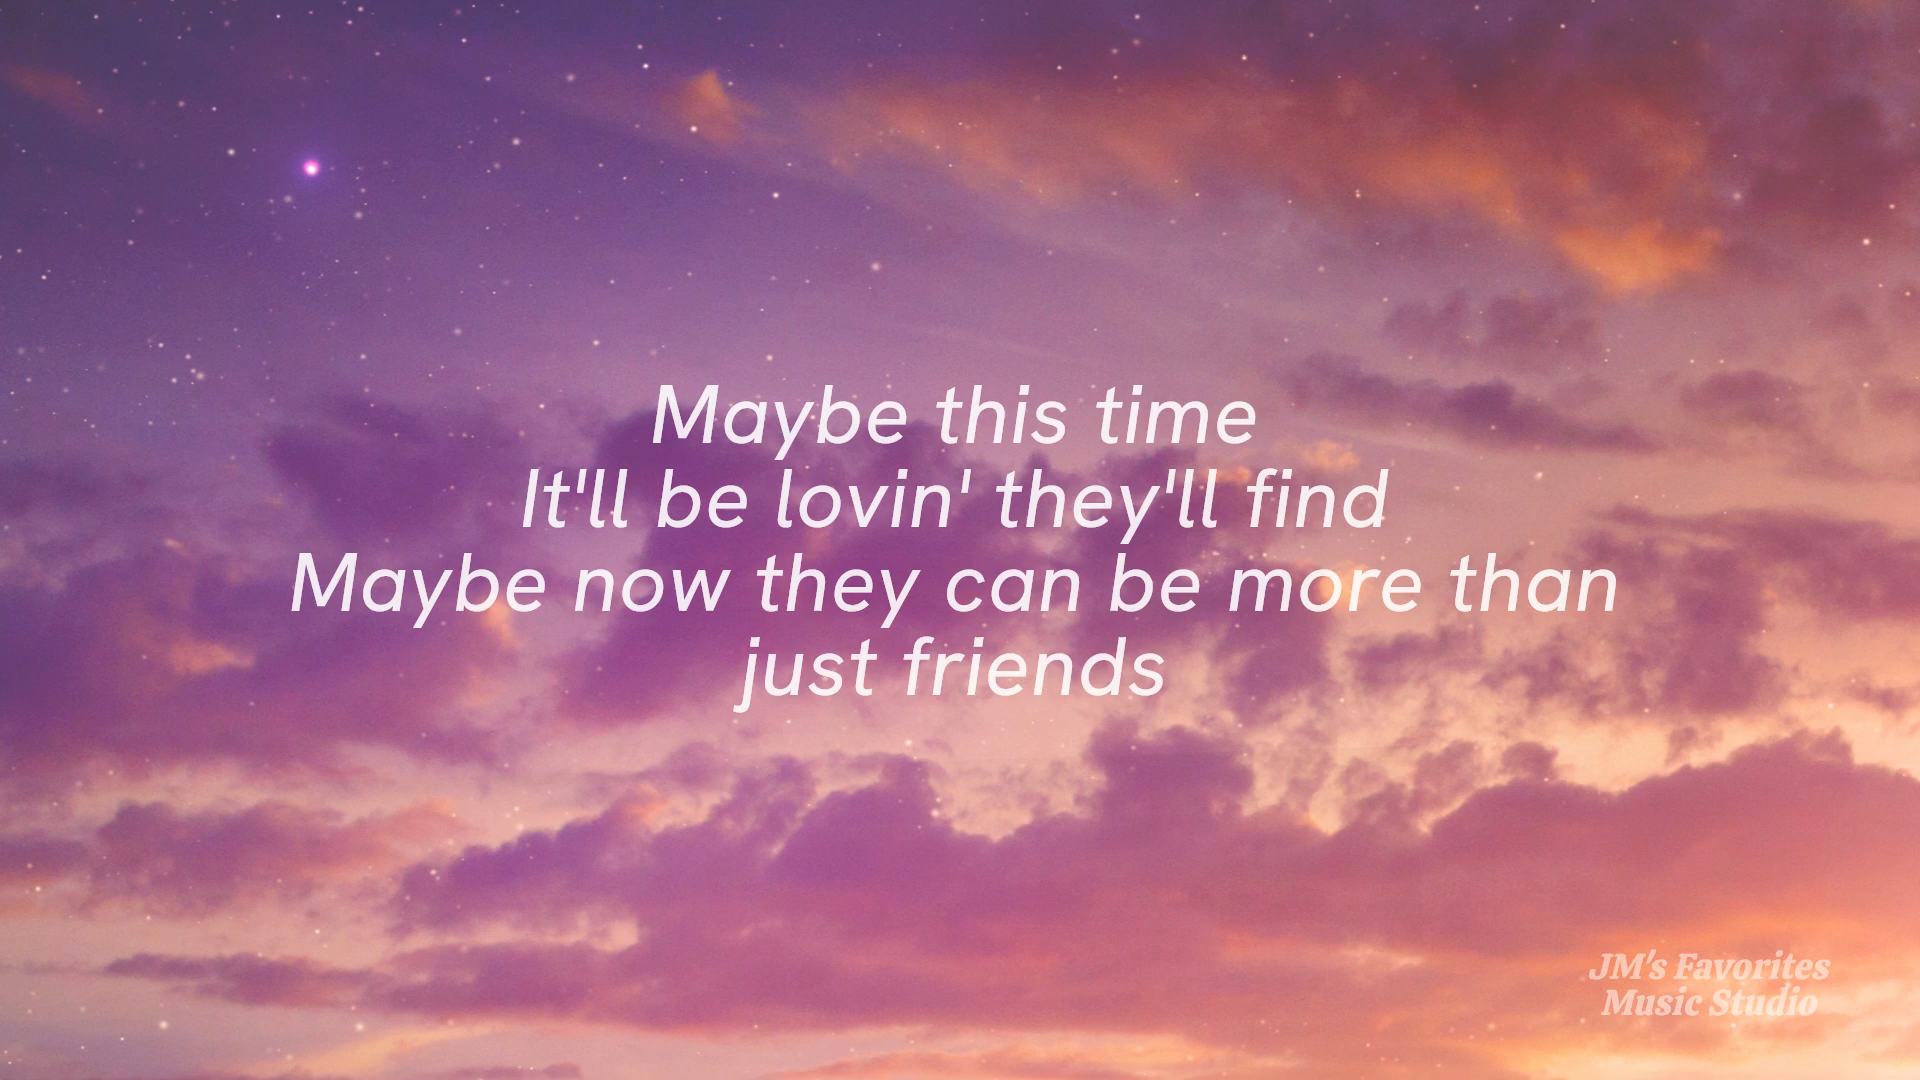 Maybe this time
It'll be lovin' they'll find
Maybe now they can be more than
just friends
JM's Favorites
Music Studio